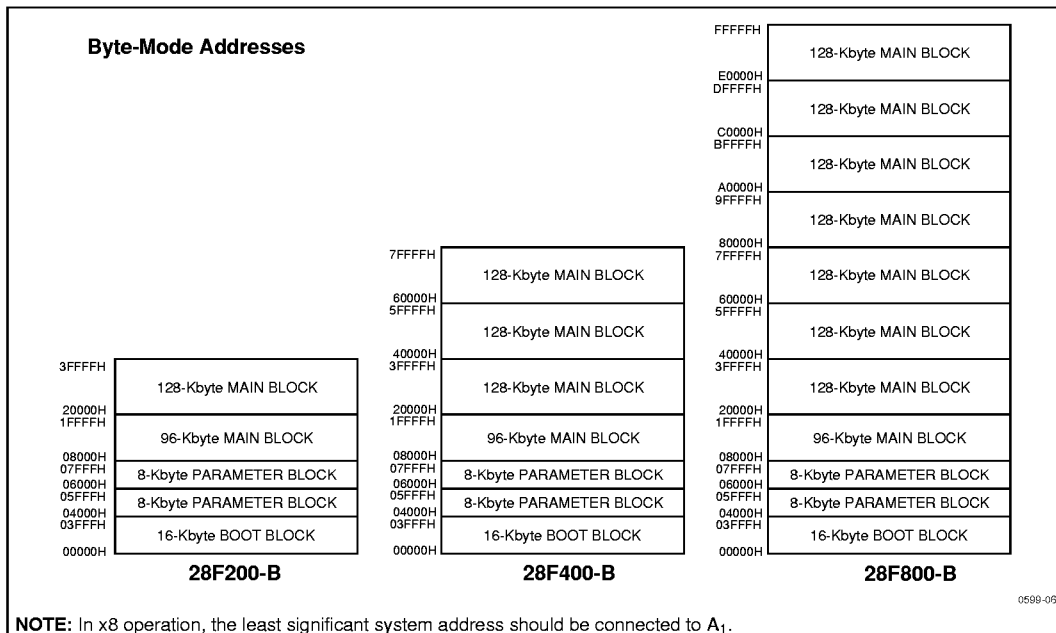 Byte-Mode Addresses
3FFFFH
128-Kbyte MAIN BLOCK
20000H
1FFFFH
96-Kbyte MAIN BLOCK
08000H
07FFFH
8-Kbyte PARAMETER BLOCK
06000H
05FFFH
8-Kbyte PARAMETER BLOCK
04000H
03FFFH
16-Kbyte BOOT BLOCK
00000H
28F200-B
7FFFFH
128-Kbyte MAIN BLOCK
60000H
5FFFFH
128-Kbyte MAIN BLOCK
40000H
3FFFFH
128-Kbyte MAIN BLOCK
20000H
1FFFFH
96-Kbyte MAIN BLOCK
08000H
07FFFH
8-Kbyte PARAMETER BLOCK
06000H
05FFFH
8-Kbyte PARAMETER BLOCK
04000H
03FFFH
16-Kbyte BOOT BLOCK
00000H
28F400-B
FFFFFH
128-Kbyte MAIN BLOCK
E0000H
DFFFFH
128-Kbyte MAIN BLOCK
C0000H
BFFFFH
128-Kbyte MAIN BLOCK
A0000H
9FFFFH
128-Kbyte MAIN BLOCK
80000H
7FFFFH
128-Kbyte MAIN BLOCK
60000H
5FFFFH
128-Kbyte MAIN BLOCK
40000H
3FFFFH
128-Kbyte MAIN BLOCK
20000H
1FFFFH
96-Kbyte MAIN BLOCK
08000H
07FFFH
8-Kbyte PARAMETER BLOCK
06000H
05FFFH
8-Kbyte PARAMETER BLOCK
04000H
03FFFH
16-Kbyte BOOT BLOCK
00000H
28F800-B
0599-06
NOTE: In x8 operation, the least significant system address should be connected to A₁.